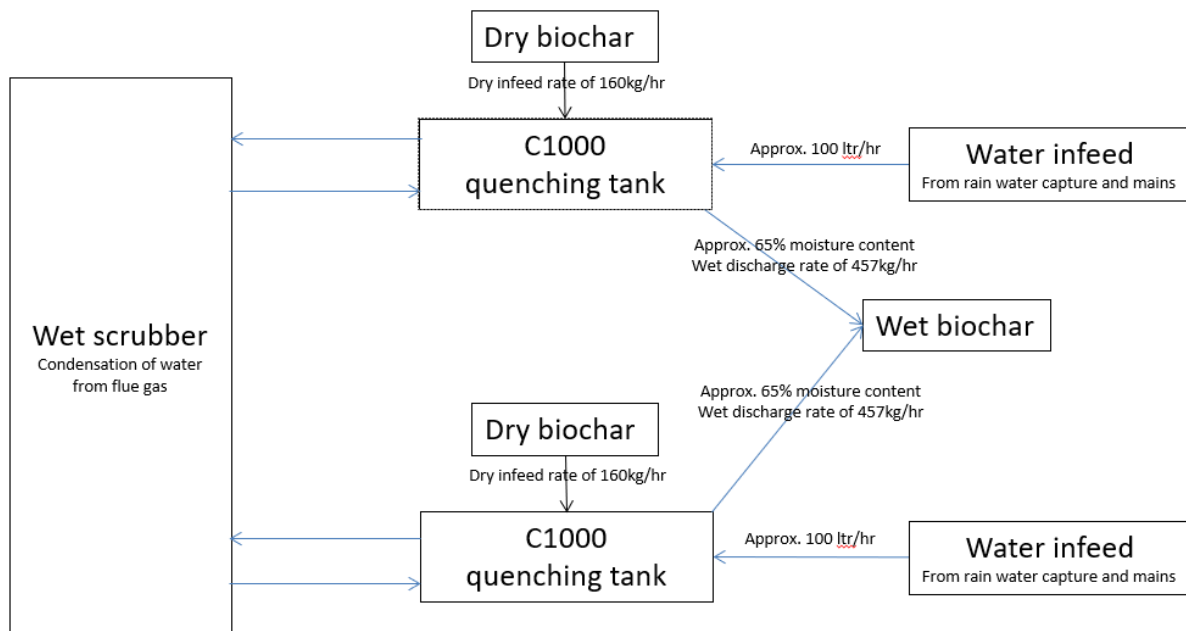 Dry biochar
Dry infeed rate of 160kg/hr
C1000
quenching tank
Approx. 100 ltr/hr
Water infeed
From rain water capture and mains
Approx. 65% moisture content
Wet discharge rate of 457kg/hr
Wet scrubber
Condensation of water
from flue gas
Wet biochar
Approx. 65% moisture content
Wet discharge rate of 457kg/hr
Dry biochar
Dry infeed rate of 160kg/hr
C1000
quenching tank
Approx. 100 ltr/hr
Water infeed
From rain water capture and mains